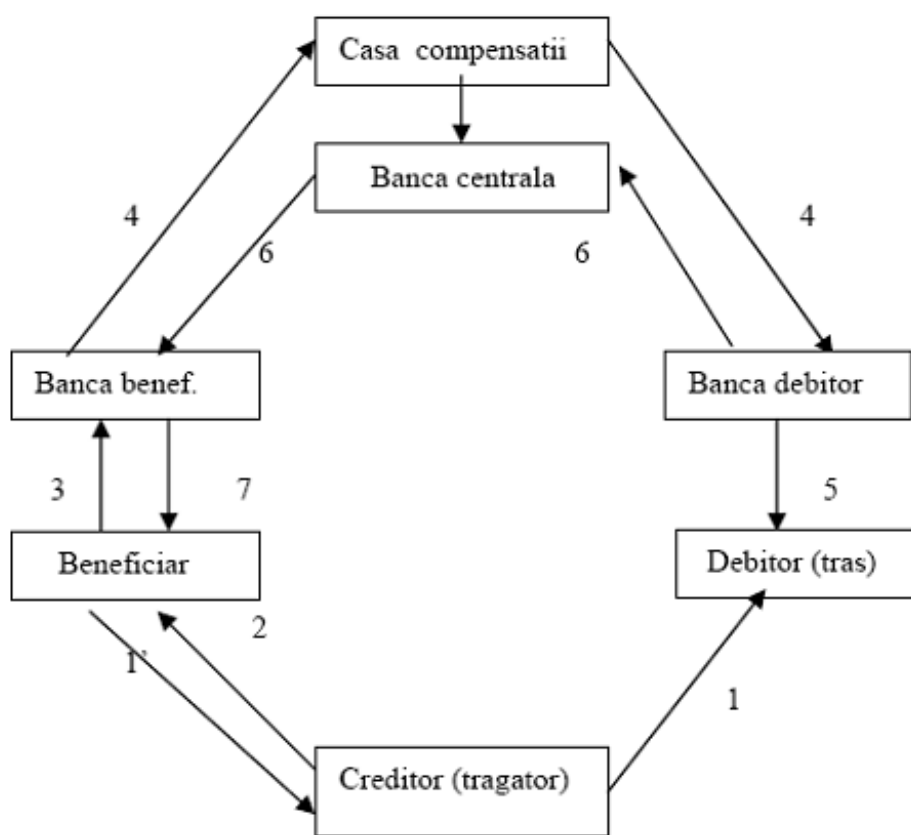 Casa compensatii
Banca centrala
4
4
6
6
Banca benef.
Banca debitor
3
7
5
Beneficiar
Debitor (tras)
2
1’
1
Creditor (tragator)